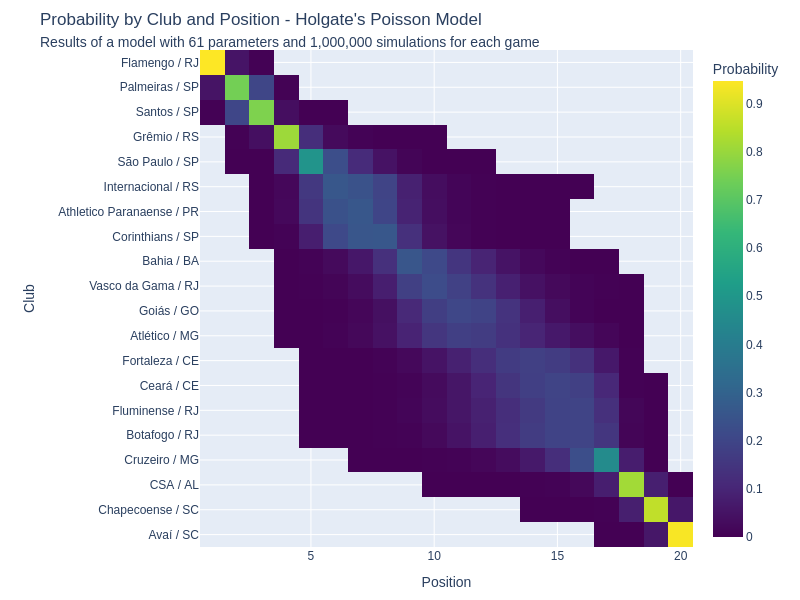 Probability by Club and Position - Holgate's Poisson Model
Results of a model with 61 parameters and 1,000,000 simulations for each game
Probability
Flamengo / RJ
Palmeiras / SP
Santos / SP
Grêmio / RS
São Paulo / SP
Internacional / RS
Athletico Paranaense / PR
Corinthians / SP
Bahia / BA
Vasco da Gama / RJ
Goiás / GO
Atlético / MG
Fortaleza / CE
Ceará / CE
Fluminense / RJ
Botafogo / RJ
Cruzeiro / MG
CSA / AL
Chapecoense / SC
Avaí / SC
Club
5
10
15
20
Position
0.9
0.8
0.7
0.6
0.5
0.4
0.3
0.2
0.1
0